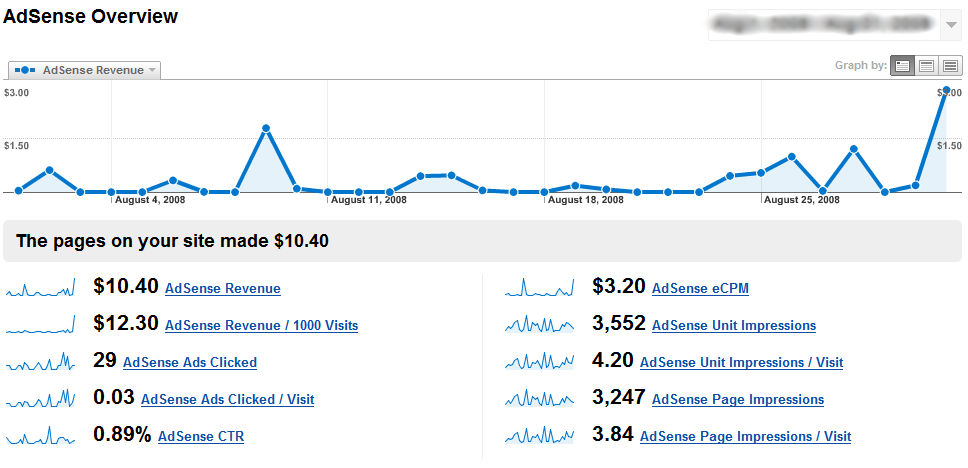 AdSense Overview
Graph by:
AdSense Revenue
$3.00
$1.50
$1.50
August 4, 2008
August 11, 2008
August 18, 2008
August 25, 2008
The pages on your site made $10.40
$10.40 AdSense Revenue
$3.20 AdSense eCPM
$12.30 AdSense Revenue / 1000 Visits
3,552 AdSense Unit Impressions
29 AdSense Ads Clicked
4.20 AdSense Unit Impressions / Visit
0.03 AdSense Ads Clicked / Visit
3,247 AdSense Page Impressions
0.89% AdSense CTR
3.84 AdSense Page Impressions / Visit